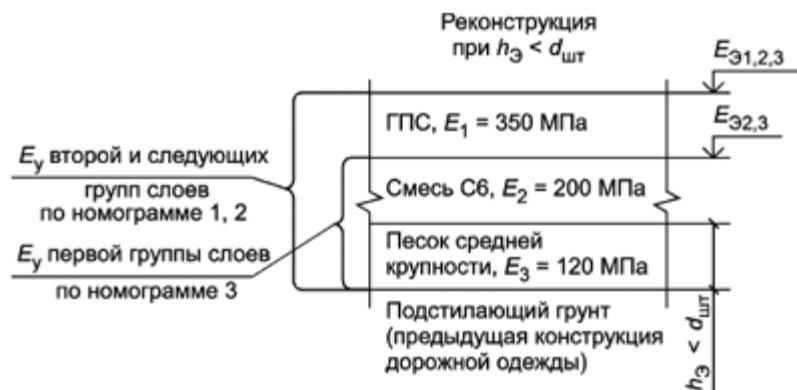 Реконструкция
при hЭ < dшт
EЭ1,2,3
ГПС, E1 = 350 МПа
EЭ2,3
Eу второй и следующих
групп слоев
по номограмме 1, 2
Смесь С6, E2 = 200 МПа
Eу первой группы слоев
по номограмме 3
Песок средней
крупности, E3 = 120 МПа
Подстилающий грунт
(предыдущая конструкция
дорожной одежды)
hЭ < dшт